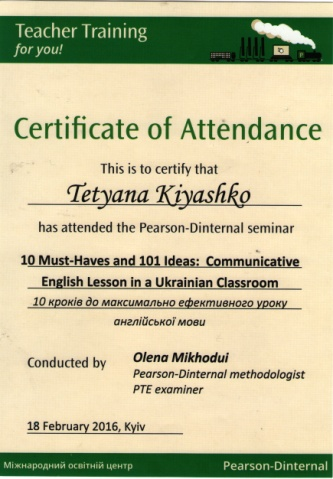 Teacher Training
for you!
Certificate of Attendance
This is to certify that
Tetyana Kiyashko
has attended the Pearson-Dinternal seminar
10 Must-Haves and 101 Ideas: Communicative
English Lesson in a Ukrainian Classroom
10 кроків до максимально ефективного уроку
англійської мови
Conducted by
Olena Mikhodui
Pearson-Dinternal methodologist
PTE examiner
18 February 2016, Kyiv
Міжнародний освітній центр
Pearson-Dinternal